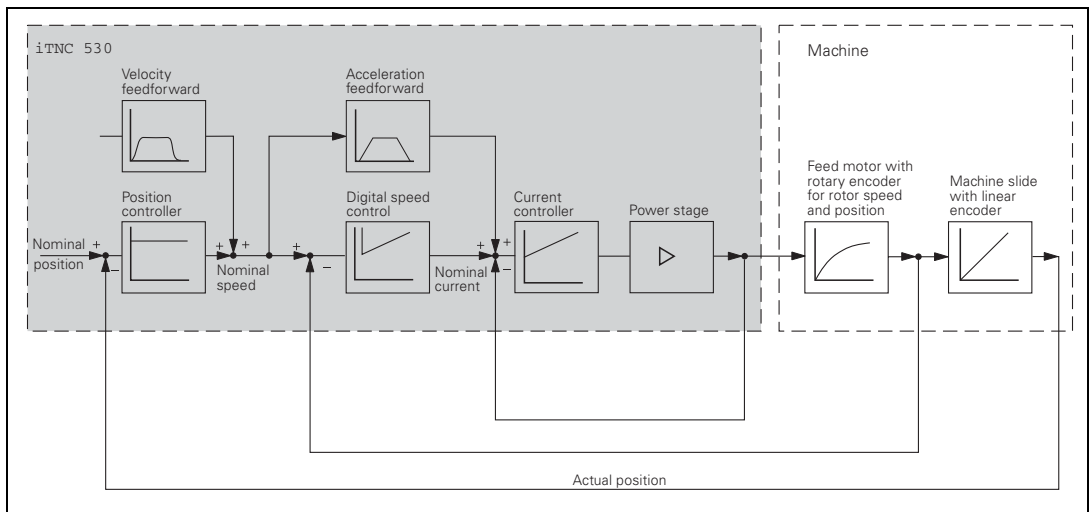 iTNC 530
Machine
Velocity
feedforward
Acceleration
feedforward
Position
controller
Digital speed
control
Current
controller
Power stage
Feed motor with
rotary encoder
for rotor speed
and position
Machine slide
with linear
encoder
Nominal
position
+
–
+
+
Nominal
speed
+
–
+
+
–
Nominal
current
Actual position